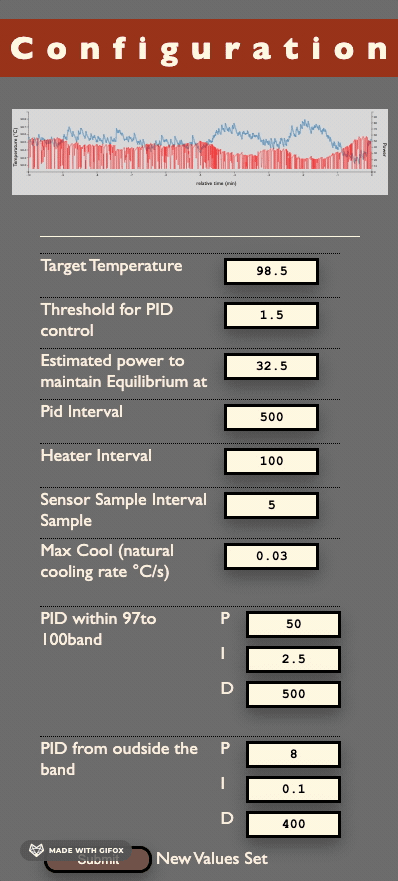 Configuration
Temperature (°C)
Power
relative time (min)
Target Temperature
98.5
Threshold for PID
control
1.5
Estimated power to
maintain Equilibrium at
32.5
Pid Interval
500
Heater Interval
100
Sensor Sample Interval
Sample
5
Max Cool (natural
cooling rate °C/s)
0.03
PID within 97to
100band
P
50
I
2.5
D
500
PID from oudside the
band
P
8
I
0.1
D
400
MADE WITH GIFOX
Submit
New Values Set